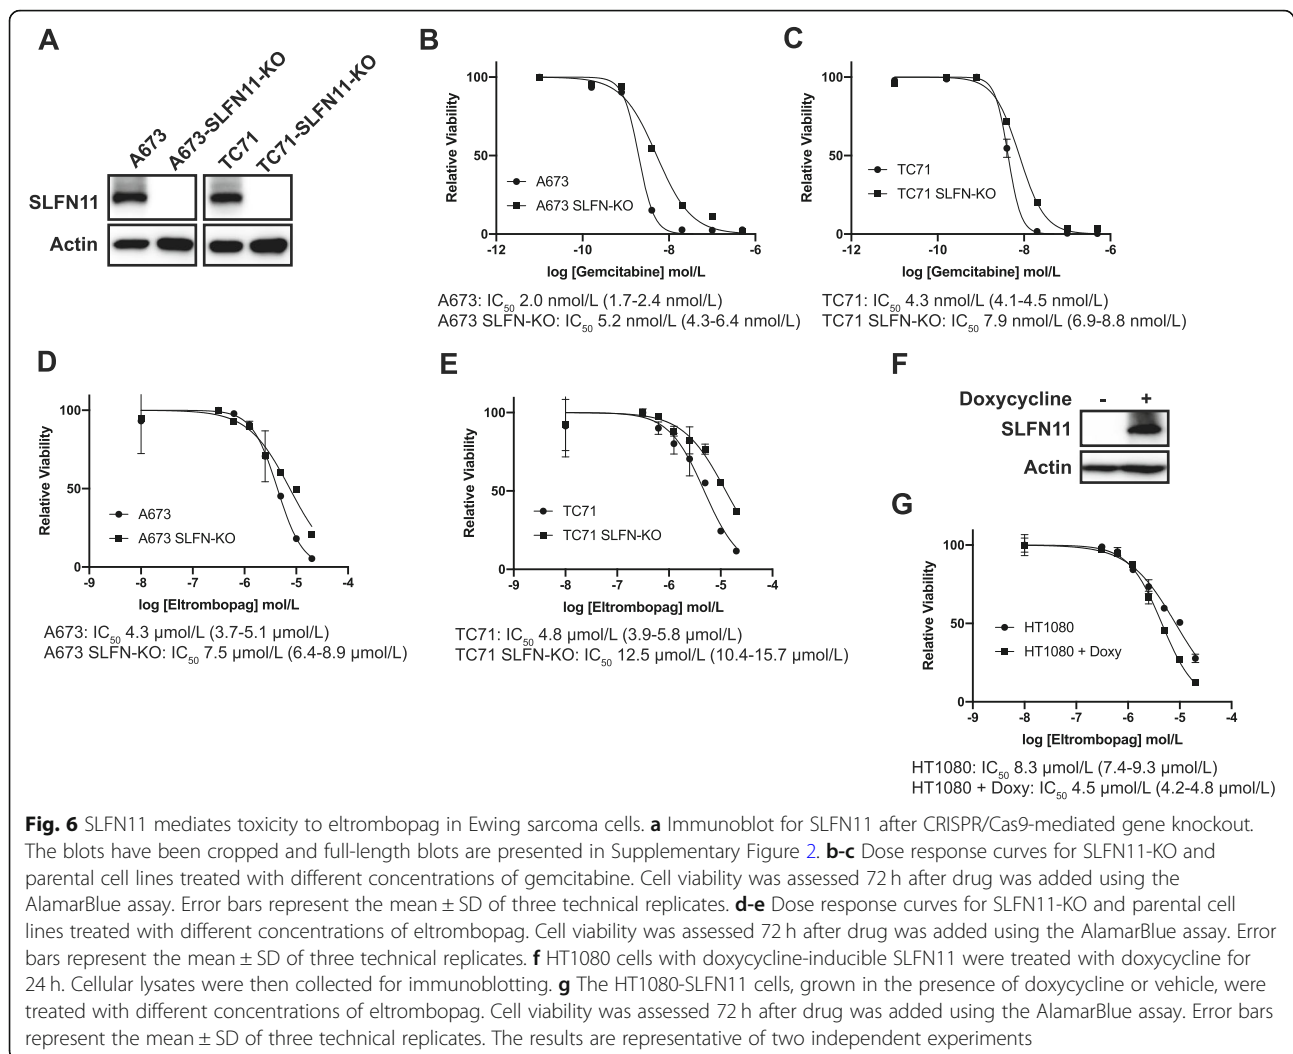 A
A673
A673-SLFN11-KO
TC71
TC71-SLFN11-KO
SLFN11
Actin
B
Relative Viability
100
50
0
A673
A673 SLFN-KO
-12 -10 -8 -6
log [Gemcitabine] mol/L
A673: IC50 2.0 nmol/L (1.7-2.4 nmol/L)
A673 SLFN-KO: IC50 5.2 nmol/L (4.3-6.4 nmol/L)
C
Relative Viability
100
50
0
TC71
TC71 SLFN-KO
-12 -10 -8 -6
log [Gemcitabine] mol/L
TC71: IC50 4.3 nmol/L (4.1-4.5 nmol/L)
TC71 SLFN-KO: IC50 7.9 nmol/L (6.9-8.8 nmol/L)
D
Relative Viability
100
50
0
A673
A673 SLFN-KO
-9 -8 -7 -6 -5 -4
log [Eltrombopag] mol/L
A673: IC50 4.3 µmol/L (3.7-5.1 µmol/L)
A673 SLFN-KO: IC50 7.5 µmol/L (6.4-8.9 µmol/L)
E
Relative Viability
100
50
0
TC71
TC71 SLFN-KO
-9 -8 -7 -6 -5 -4
log [Eltrombopag] mol/L
TC71: IC50 4.8 µmol/L (3.9-5.8 µmol/L)
TC71 SLFN-KO: IC50 12.5 µmol/L (10.4-15.7 µmol/L)
F
Doxycycline - +
SLFN11
Actin
G
Relative Viability
100
50
0
HT1080
HT1080 + Doxy
-9 -8 -7 -6 -5 -4
log [Eltrombopag] mol/L
HT1080: IC50 8.3 µmol/L (7.4-9.3 µmol/L)
HT1080 + Doxy: IC50 4.5 µmol/L (4.2-4.8 µmol/L)
Fig. 6 SLFN11 mediates toxicity to eltrombopag in Ewing sarcoma cells. a Immunoblot for SLFN11 after CRISPR/Cas9-mediated gene knockout.
The blots have been cropped and full-length blots are presented in Supplementary Figure 2. b-c Dose response curves for SLFN11-KO and
parental cell lines treated with different concentrations of gemcitabine. Cell viability was assessed 72 h after drug was added using the
AlamarBlue assay. Error bars represent the mean ± SD of three technical replicates. d-e Dose response curves for SLFN11-KO and parental cell
lines treated with different concentrations of eltrombopag. Cell viability was assessed 72 h after drug was added using the AlamarBlue assay. Error
bars represent the mean ± SD of three technical replicates. f HT1080 cells with doxycycline-inducible SLFN11 were treated with doxycycline for
24 h. Cellular lysates were then collected for immunoblotting. g The HT1080-SLFN11 cells, grown in the presence of doxycycline or vehicle, were
treated with different concentrations of eltrombopag. Cell viability was assessed 72 h after drug was added using the AlamarBlue assay. Error bars
represent the mean ± SD of three technical replicates. The results are representative of two independent experiments